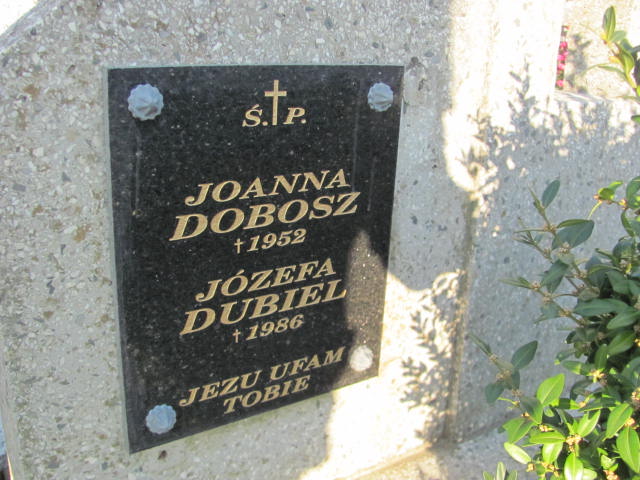 Ś. † P.
JOANNA
DOBOSZ
† 1952
JÓZEFA
DUBIEL
† 1986
JEZU UFAM
TOBIE